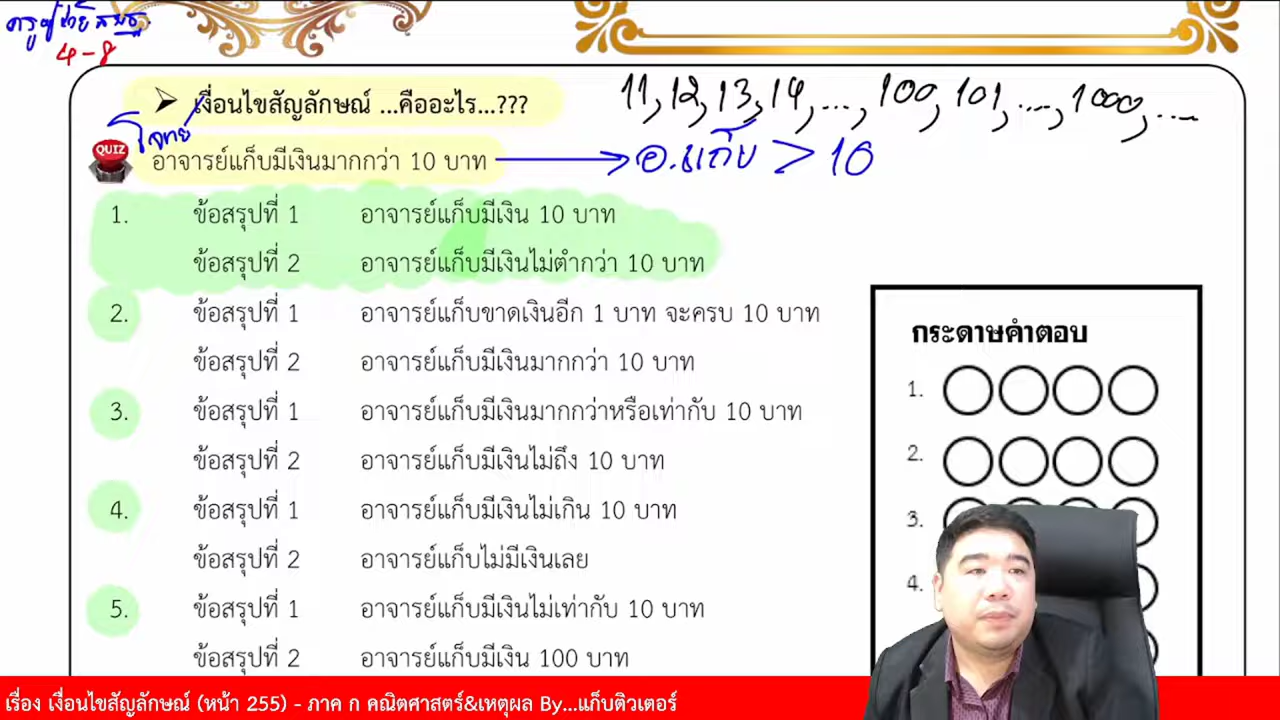 ครูผู้ช่วย
4-8
➤ เงื่อนไขสัญลักษณ์ ...คืออะไร...???
11, 12, 13, 14, ..., 100, 101, ..., 1000, ...
โจทย์
QUIZ
อาจารย์แก็บมีเงินมากกว่า 10 บาท
อ.แก็บ > 10
1. ข้อสรุปที่ 1 อาจารย์แก็บมีเงิน 10 บาท
ข้อสรุปที่ 2 อาจารย์แก็บมีเงินไม่ต่ำกว่า 10 บาท
2. ข้อสรุปที่ 1 อาจารย์แก็บขาดเงินอีก 1 บาท จะครบ 10 บาท
ข้อสรุปที่ 2 อาจารย์แก็บมีเงินมากกว่า 10 บาท
3. ข้อสรุปที่ 1 อาจารย์แก็บมีเงินมากกว่าหรือเท่ากับ 10 บาท
ข้อสรุปที่ 2 อาจารย์แก็บมีเงินไม่ถึง 10 บาท
4. ข้อสรุปที่ 1 อาจารย์แก็บมีเงินไม่เกิน 10 บาท
ข้อสรุปที่ 2 อาจารย์แก็บไม่มีเงินเลย
5. ข้อสรุปที่ 1 อาจารย์แก็บมีเงินไม่เท่ากับ 10 บาท
ข้อสรุปที่ 2 อาจารย์แก็บมีเงิน 100 บาท
กระดาษคำตอบ
1.
2.
3.
4.
เรื่อง เงื่อนไขสัญลักษณ์ (หน้า 255) - ภาค ก คณิตศาสตร์&เหตุผล By...แก็บติวเตอร์